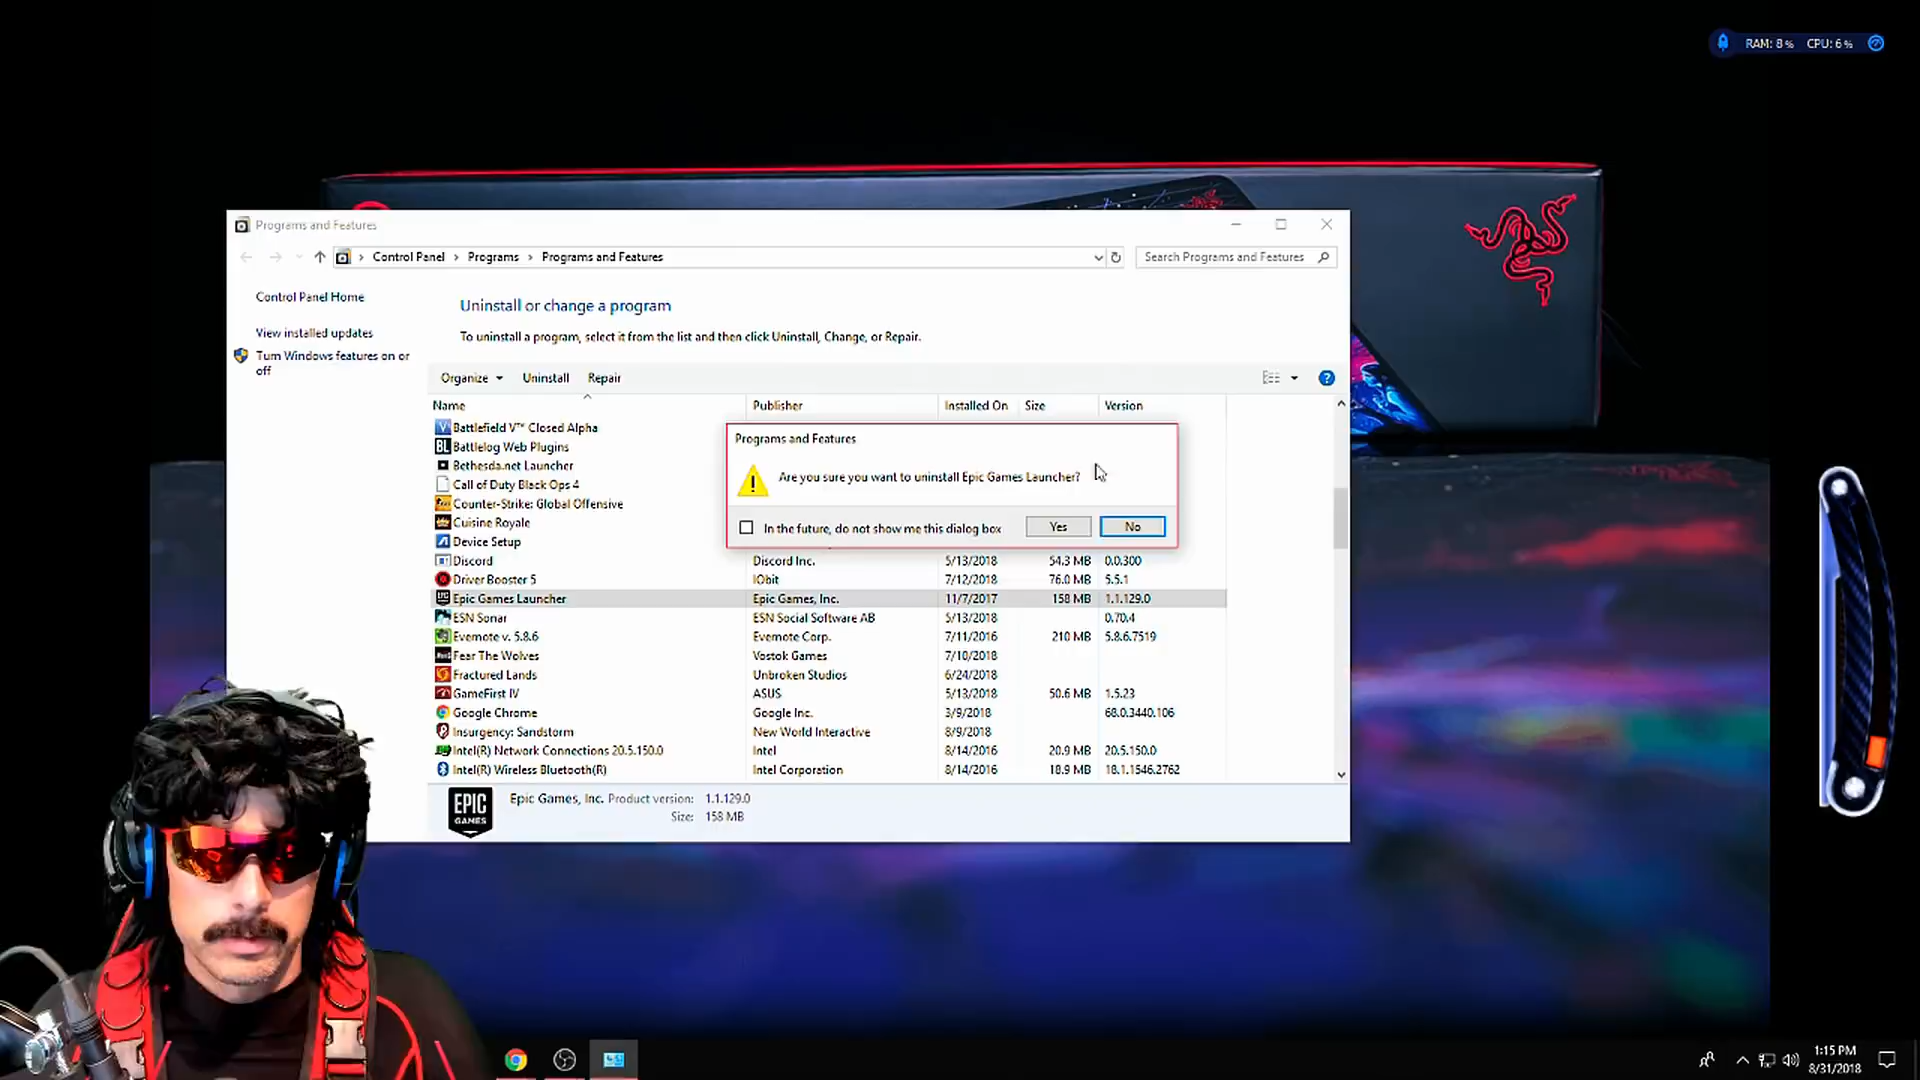 RAM: 8% CPU: 6%
Programs and Features
Control Panel > Programs > Programs and Features
Search Programs and Features
Control Panel Home
View installed updates
Turn Windows features on or
off
Uninstall or change a program
To uninstall a program, select it from the list and then click Uninstall, Change, or Repair.
Organize Uninstall Repair
Name Publisher Installed On Size Version
Battlefield V™ Closed Alpha
Battlelog Web Plugins
Bethesda.net Launcher
Call of Duty Black Ops 4
Counter-Strike: Global Offensive
Cuisine Royale
Device Setup
Programs and Features
Are you sure you want to uninstall Epic Games Launcher?
In the future, do not show me this dialog box
Yes No
Discord Discord Inc. 5/13/2018 54.3 MB 0.0.300
Driver Booster 5 IObit 7/12/2018 76.0 MB 5.5.1
Epic Games Launcher Epic Games, Inc. 11/7/2017 158 MB 1.1.129.0
ESN Sonar ESN Social Software AB 5/13/2018 0.70.4
Evernote v. 5.8.6 Evernote Corp. 7/11/2016 210 MB 5.8.6.7519
Fear The Wolves Vostok Games 7/10/2018
Fractured Lands Unbroken Studios 6/24/2018
GameFirst IV ASUS 5/13/2018 50.6 MB 1.5.23
Google Chrome Google Inc. 3/9/2018 68.0.3440.106
Insurgency: Sandstorm New World Interactive 8/9/2018
Intel(R) Network Connections 20.5.150.0 Intel 8/14/2016 20.9 MB 20.5.150.0
Intel(R) Wireless Bluetooth(R) Intel Corporation 8/14/2016 18.9 MB 18.1.1546.2762
EPIC
GAMES
Epic Games, Inc. Product version: 1.1.129.0
Size: 158 MB
1:15 PM
8/31/2018